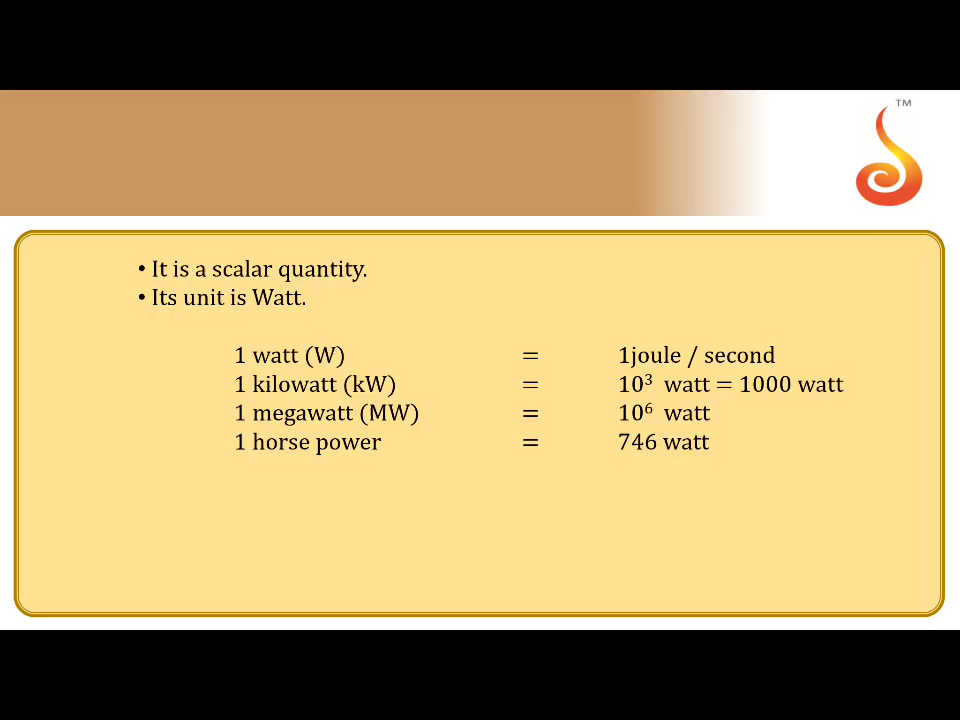 TM
• It is a scalar quantity.
• Its unit is Watt.
1 watt (W) = 1joule / second
1 kilowatt (kW) = 10³ watt = 1000 watt
1 megawatt (MW) = 10⁶ watt
1 horse power = 746 watt